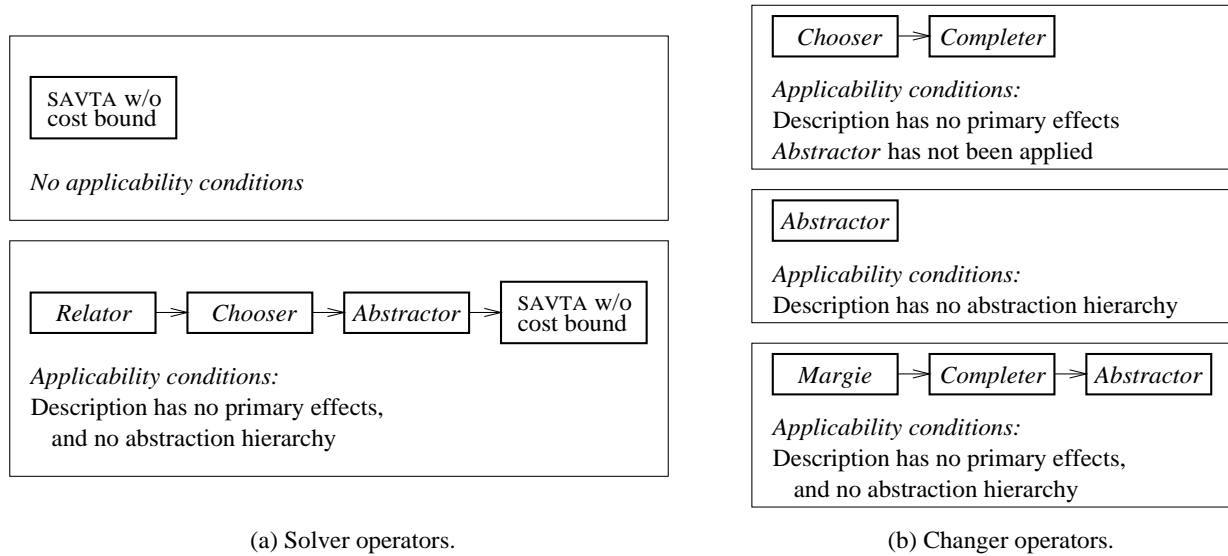 SAVTA w/o
cost bound
No applicability conditions
Relator
Chooser
Abstractor
SAVTA w/o
cost bound
Applicability conditions:
Description has no primary effects,
and no abstraction hierarchy
(a) Solver operators.
Chooser
Completer
Applicability conditions:
Description has no primary effects
Abstractor has not been applied
Abstractor
Applicability conditions:
Description has no abstraction hierarchy
Margie
Completer
Abstractor
Applicability conditions:
Description has no primary effects,
and no abstraction hierarchy
(b) Changer operators.